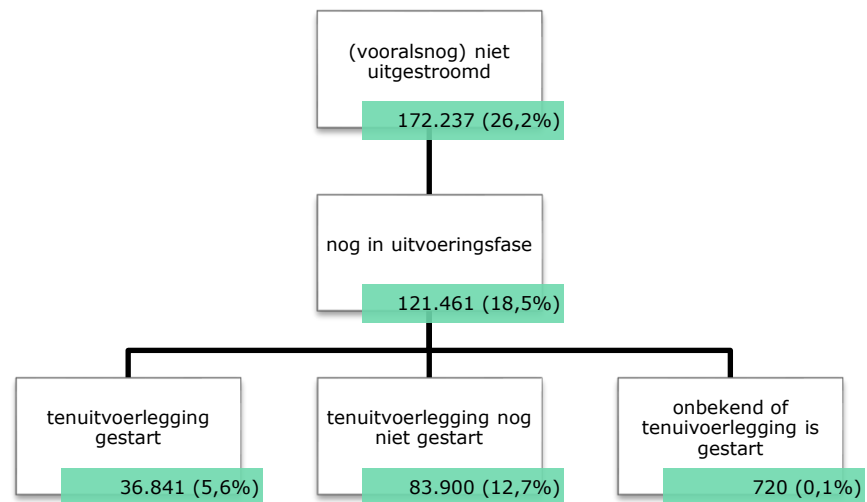 (vooralsnog) niet
uitgestroomd
172.237 (26,2%)
nog in uitvoeringsfase
121.461 (18,5%)
tenuitvoerlegging
gestart
36.841 (5,6%)
tenuitvoerlegging nog
niet gestart
83.900 (12,7%)
onbekend of
tenuivoerlegging is
gestart
720 (0,1%)